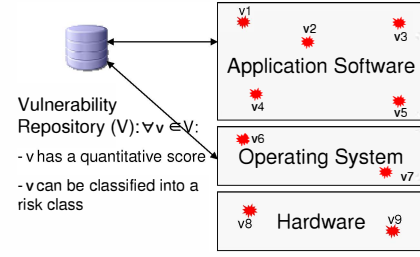 v1
v2
v3
Application Software
v4
v5
Vulnerability
Repository (V):∀v ∈V:
- v has a quantitative score
- v can be classified into a
risk class
v6
Operating System
v7
Hardware
v8
v9